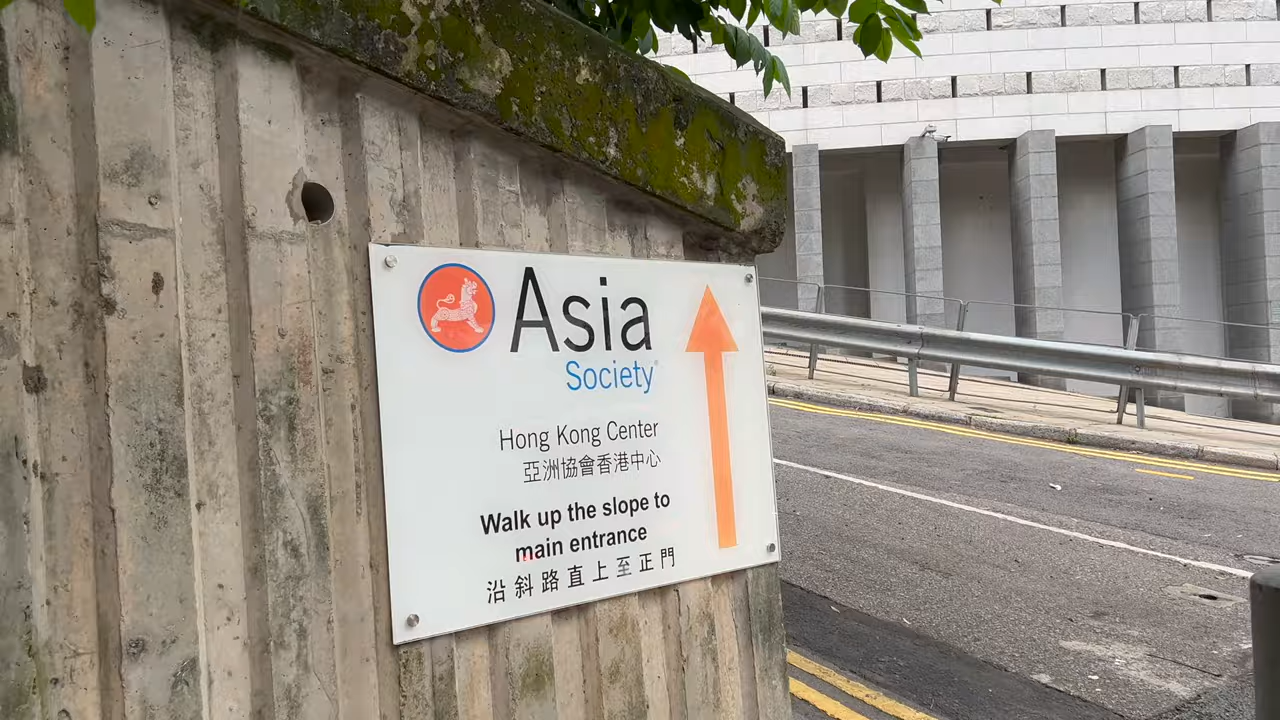 Asia
Society
Hong Kong Center
亞洲協會香港中心
Walk up the slope to
main entrance
沿斜路直上至正門